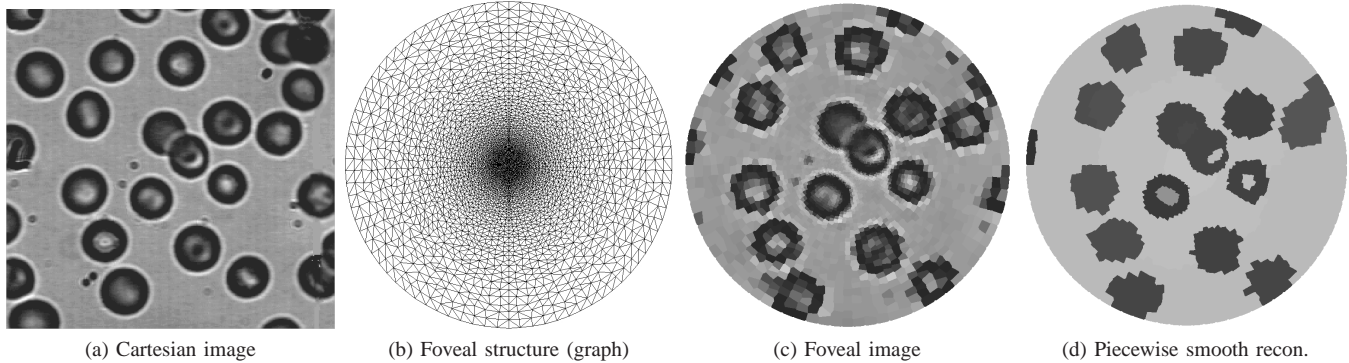 (a) Cartesian image
(b) Foveal structure (graph)
(c) Foveal image
(d) Piecewise smooth recon.